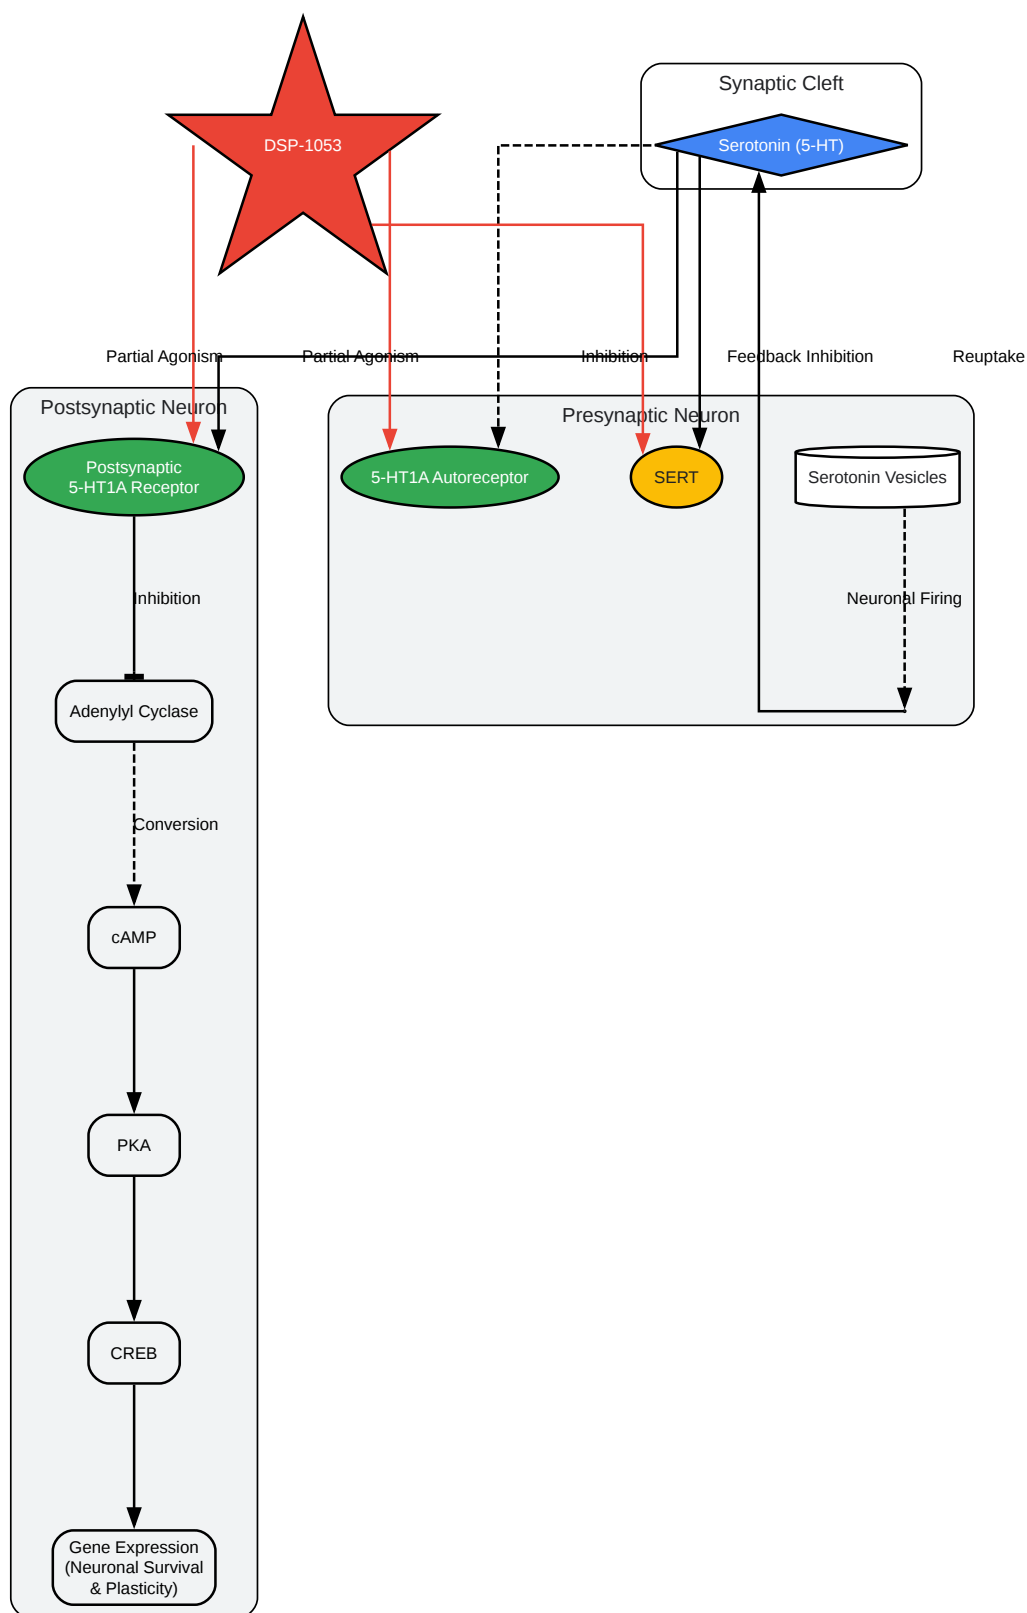 Synaptic Cleft
DSP-1053
Serotonin (5-HT)
Partial Agonism
Partial Agonism
Inhibition
Feedback Inhibition
Reuptake
Postsynaptic Neuron
Presynaptic Neuron
Postsynaptic
5-HT1A Receptor
5-HT1A Autoreceptor
SERT
Serotonin Vesicles
Inhibition
Neuronal Firing
Adenylyl Cyclase
Conversion
cAMP
PKA
CREB
Gene Expression
(Neuronal Survival
& Plasticity)